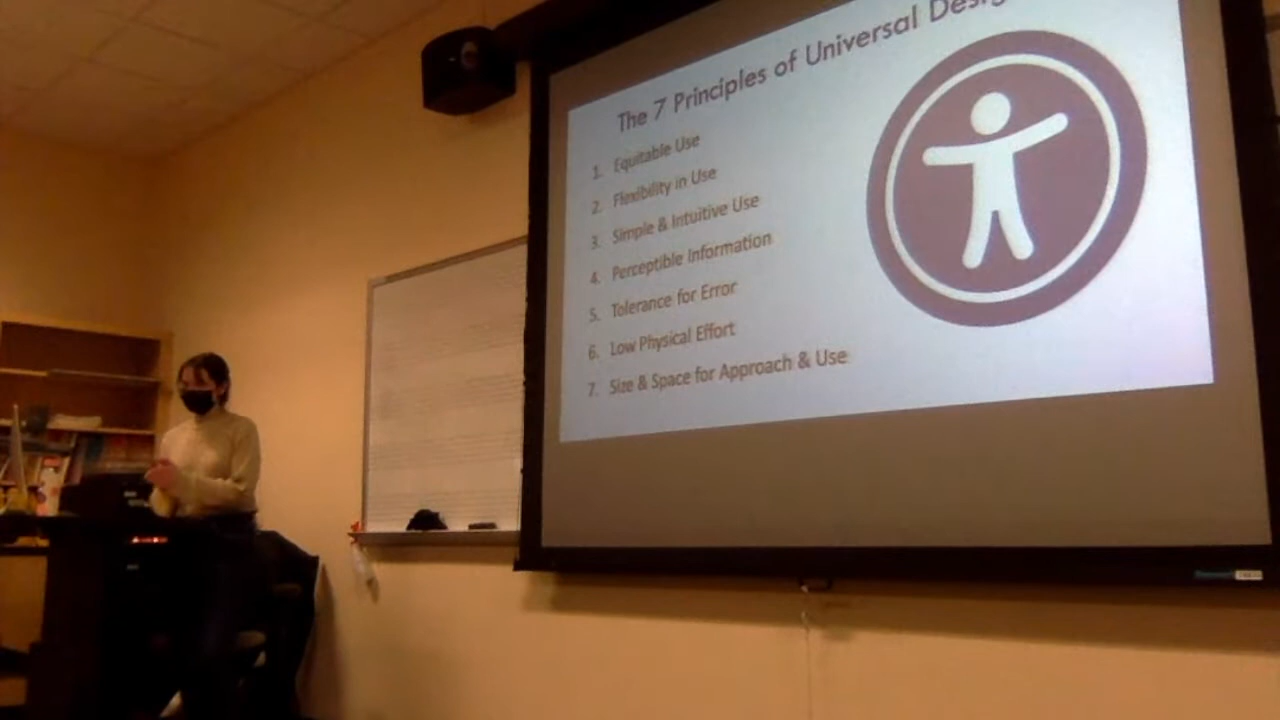 The 7 Principles of Universal Desig
1. Equitable Use
2. Flexibility in Use
3. Simple & Intuitive Use
4. Perceptible Information
5. Tolerance for Error
6. Low Physical Effort
7. Size & Space for Approach & Use